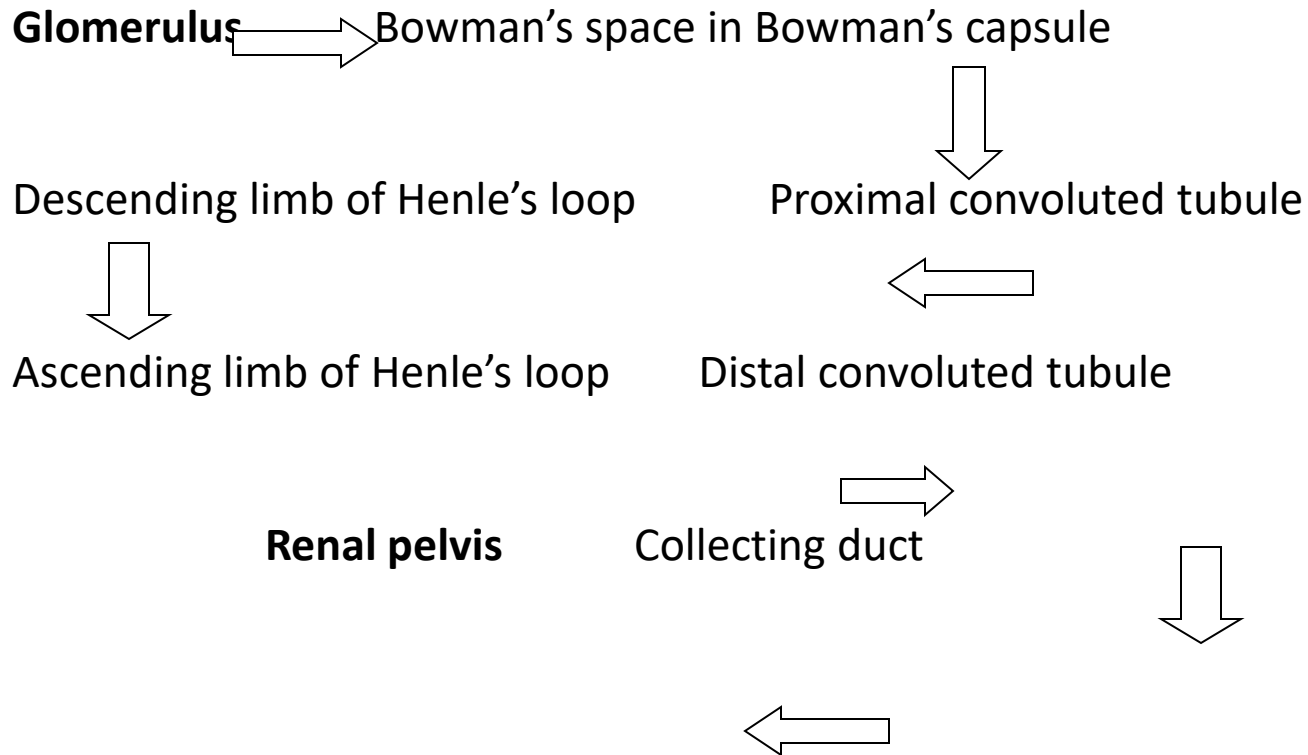 Glomerulus Bowman’s space in Bowman’s capsule
Descending limb of Henle’s loop Proximal convoluted tubule
Ascending limb of Henle’s loop Distal convoluted tubule
Renal pelvis Collecting duct